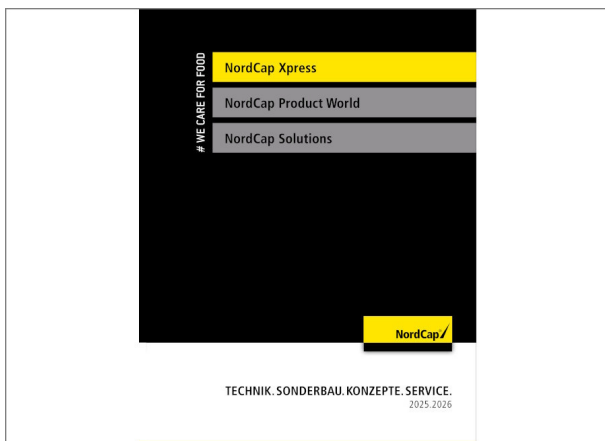 # WE CARE FOR FOOD
NordCap Xpress
NordCap Product World
NordCap Solutions
NordCap®
TECHNIK. SONDERBAU. KONZEPTE. SERVICE.
2025.2026